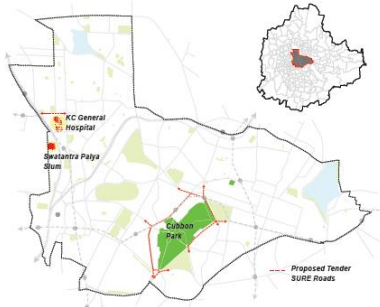 KC General
Hospital
Swatantra Palya
Slum
Cubbon
Park
Proposed Tender
SURE Roads